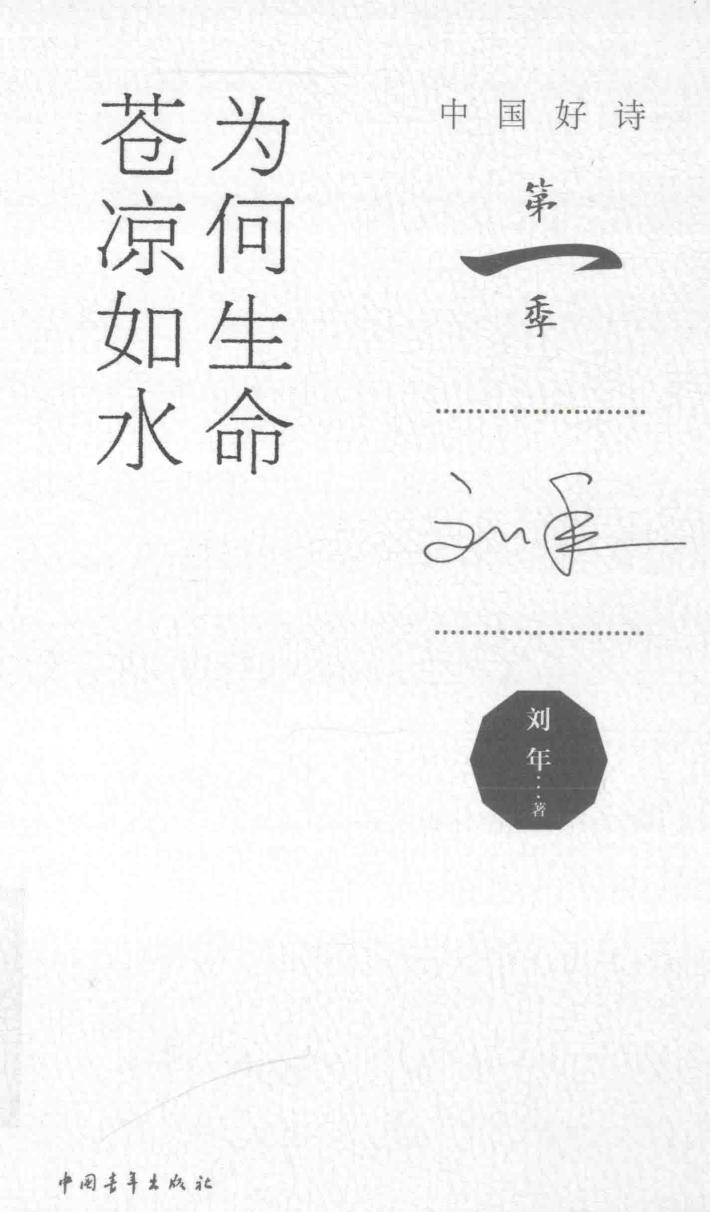 中国好诗
第
一
季
为何生命
苍凉如水
刘年
刘年
著
中国青年出版社